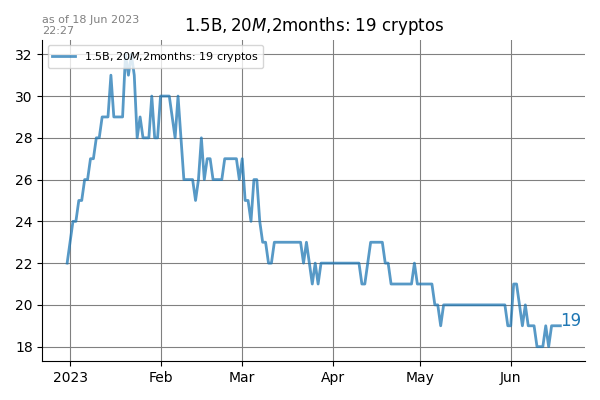 as of 18 Jun 2023
22:27
1.5B, 20M,2months: 19 cryptos
1.5B, 20M,2months: 19 cryptos
32
30
28
26
24
22
20
18
19
2023 Feb Mar Apr May Jun